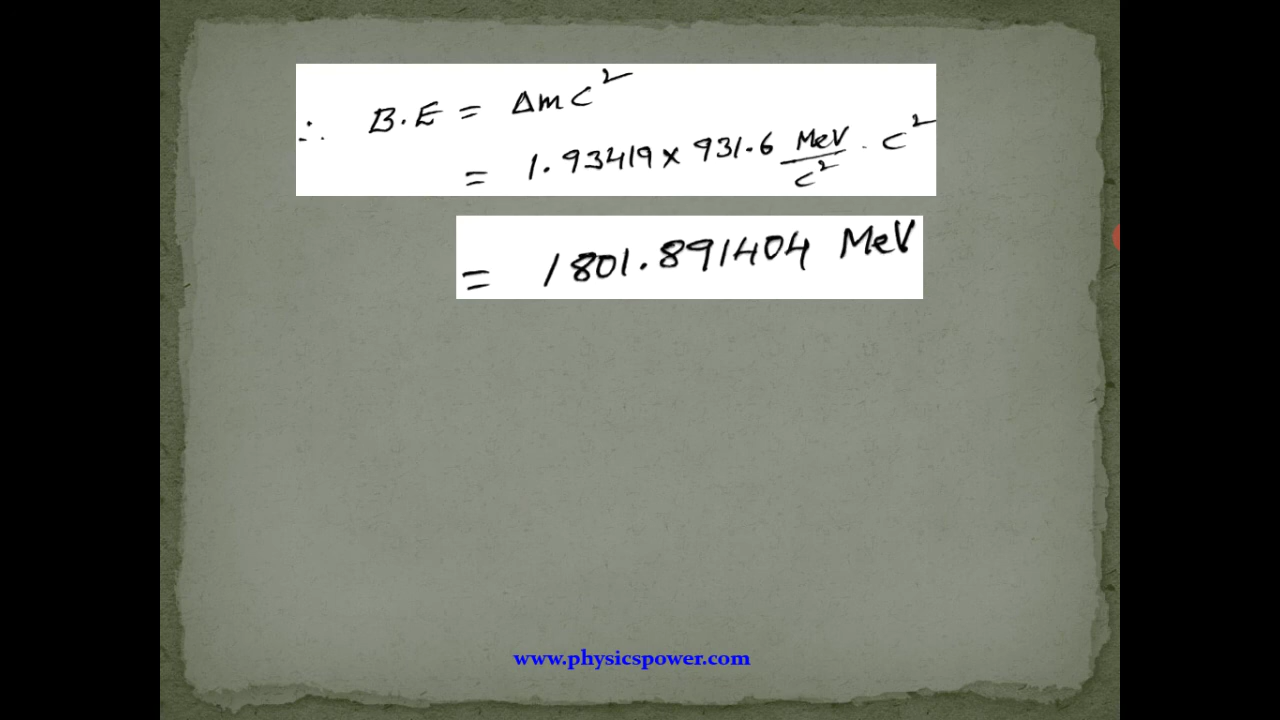 ∴ B.E = Δmc²
= 1.93419 × 931.6 MeV/c² · c²
= 1801.891404 MeV
www.physicspower.com